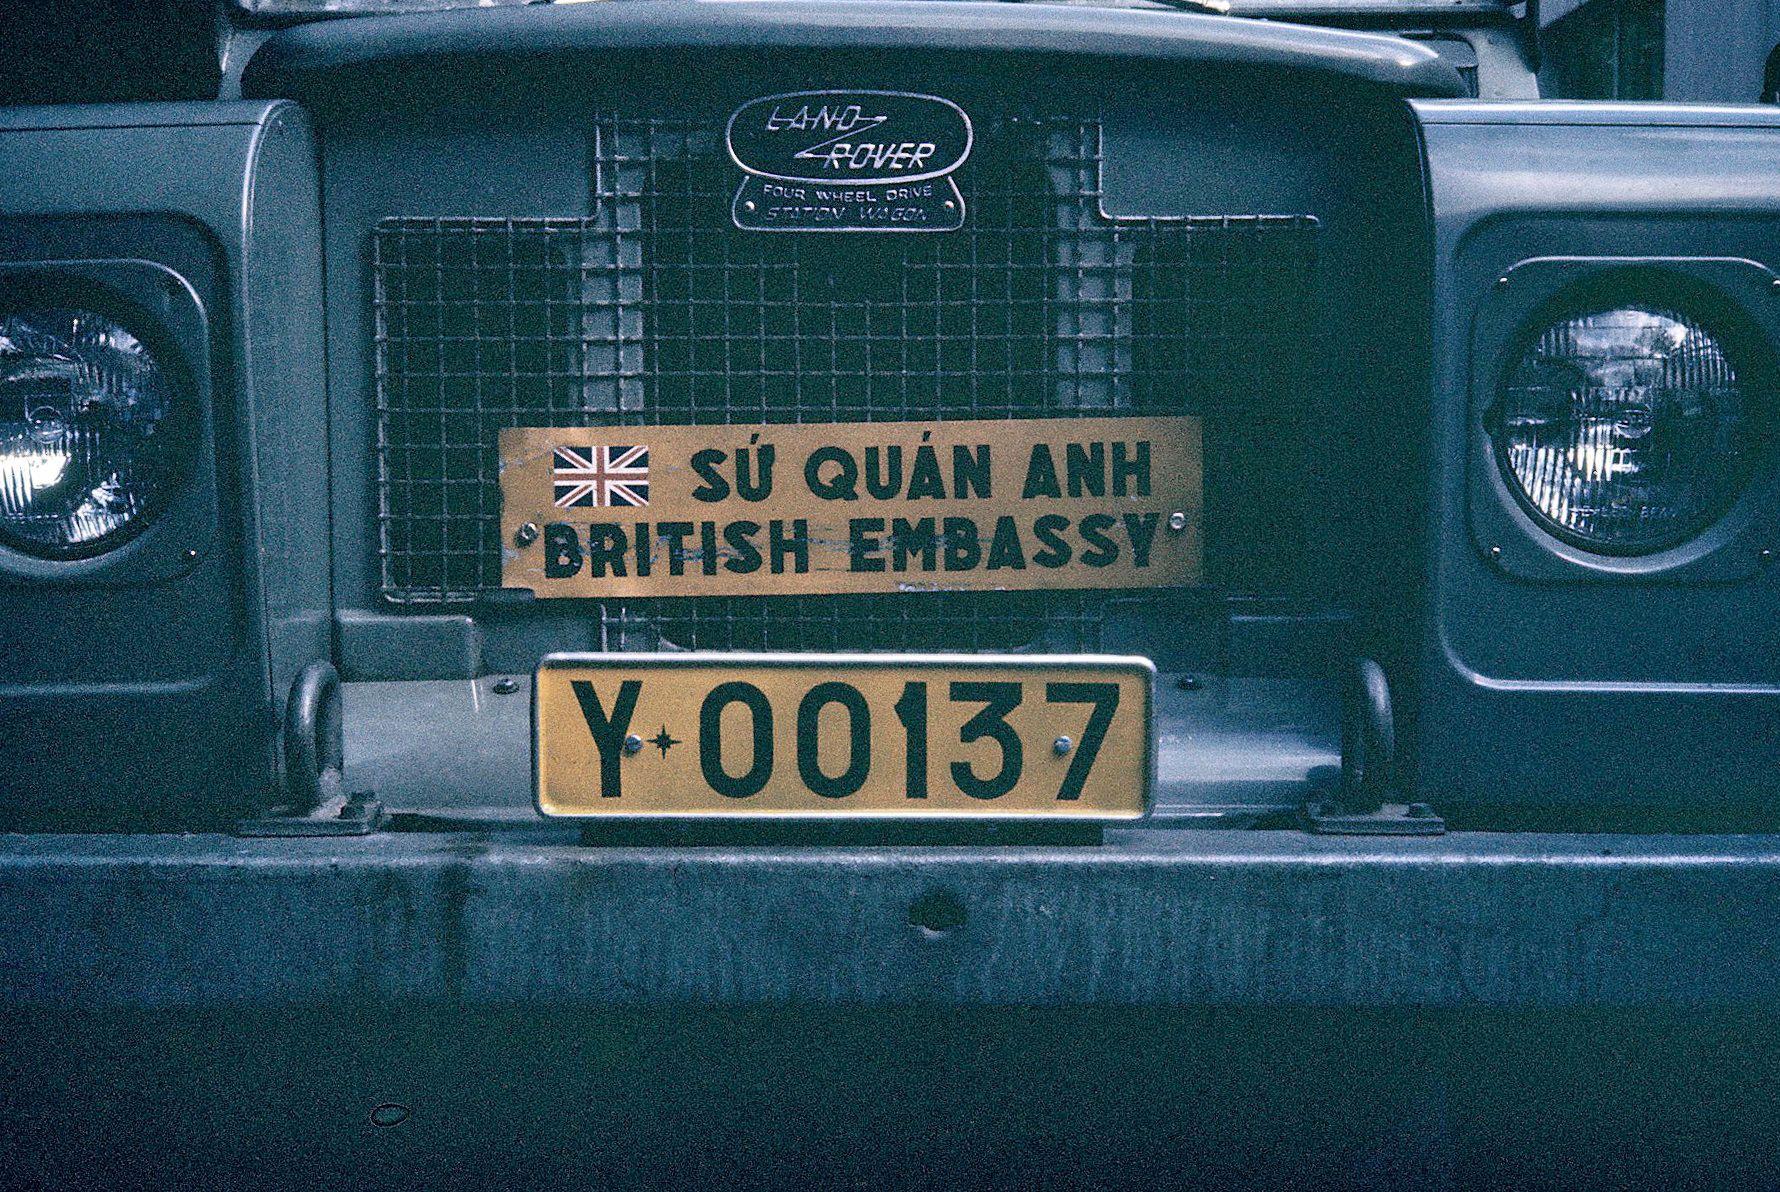 LAND
ROVER
FOUR WHEEL DRIVE
STATION WAGON
SỨ QUÁN ANH
BRITISH EMBASSY
Y 00137